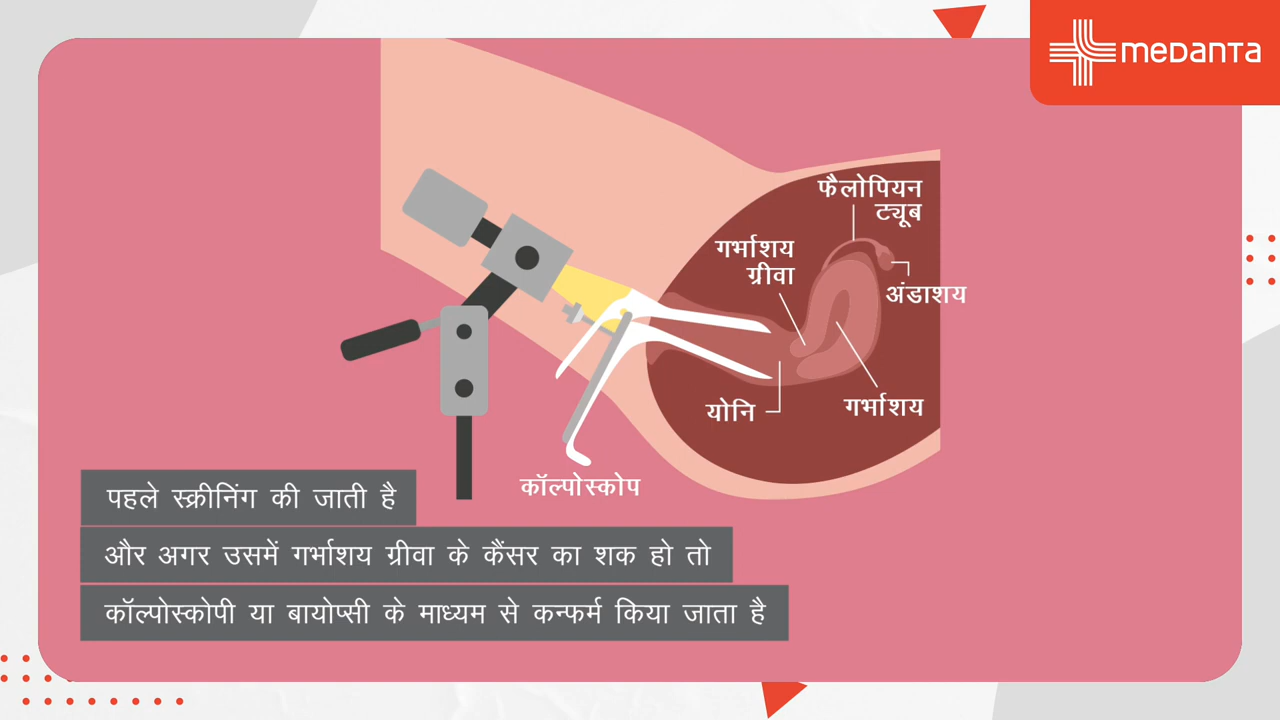 medanta
फैलोपियन
ट्यूब
गर्भाशय
ग्रीवा
अंडाशय
योनि
गर्भाशय
कॉल्पोस्कोप
पहले स्क्रीनिंग की जाती है
और अगर उसमें गर्भाशय ग्रीवा के कैंसर का शक हो तो
कॉल्पोस्कोपी या बायोप्सी के माध्यम से कन्फर्म किया जाता है